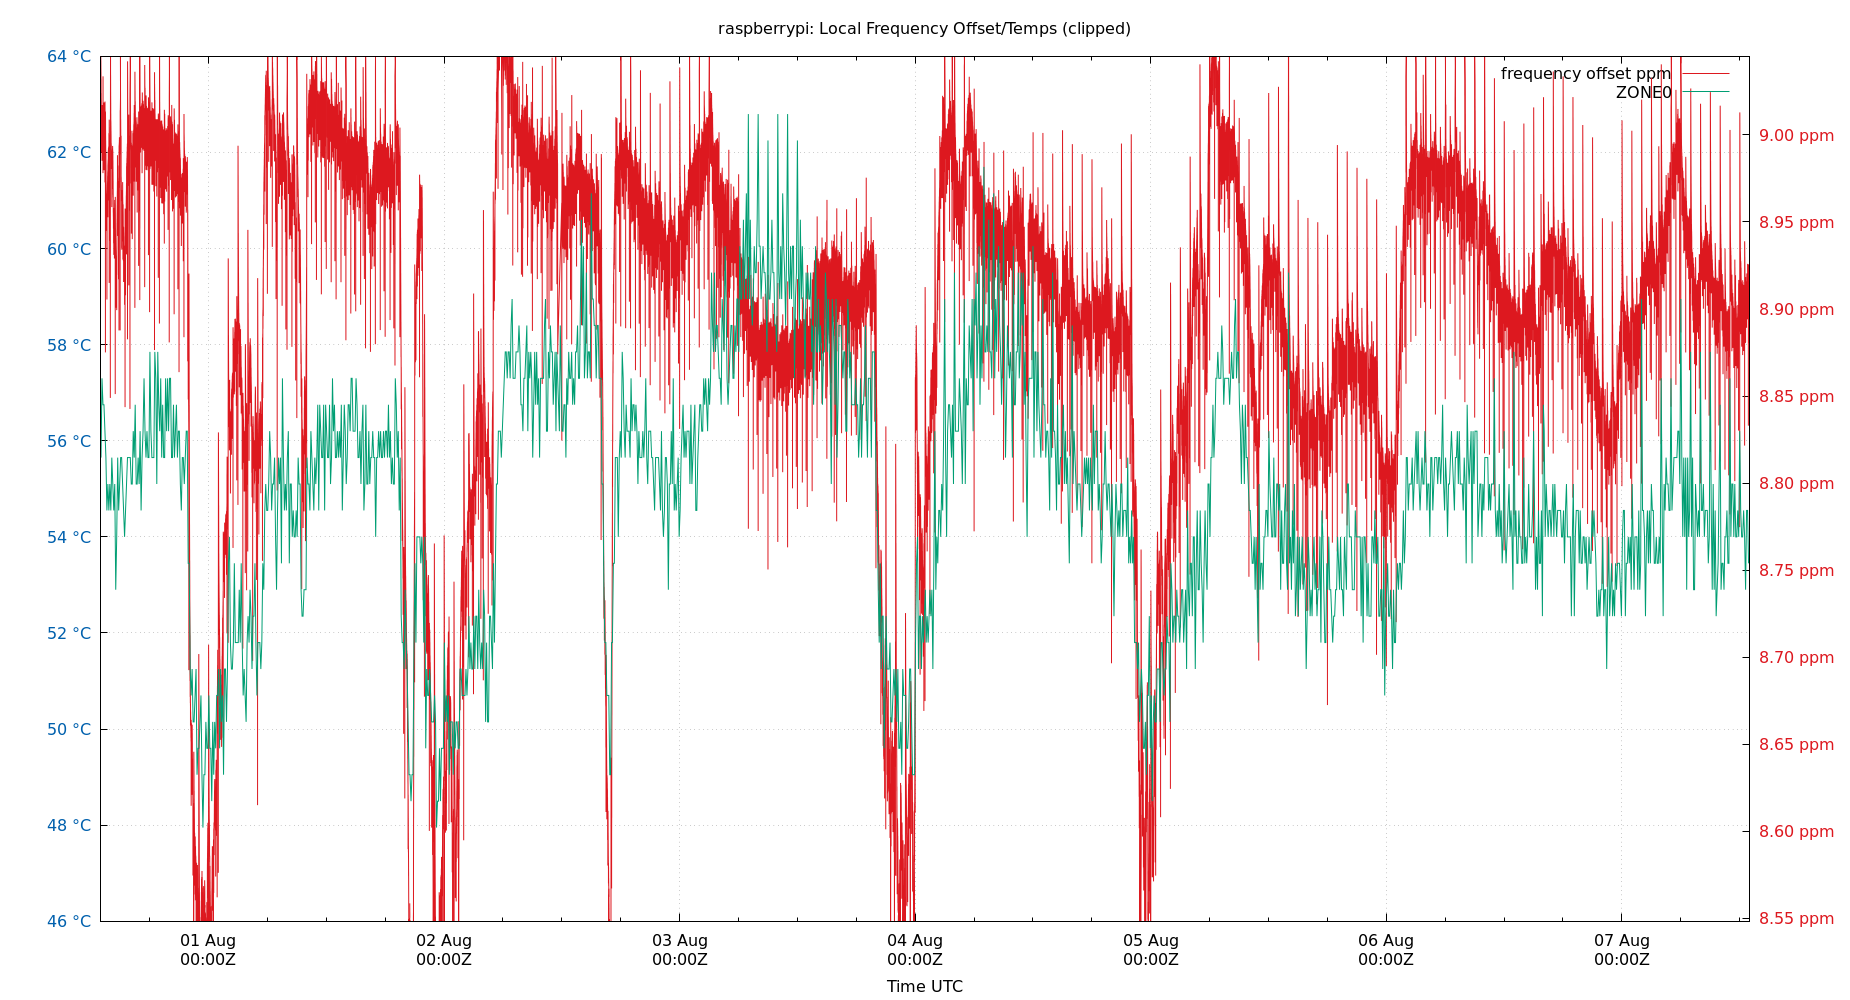 raspberrypi: Local Frequency Offset/Temps (clipped)
64 °C
62 °C
60 °C
58 °C
56 °C
54 °C
52 °C
50 °C
48 °C
46 °C
frequency offset ppm
ZONE0
9.00 ppm
8.95 ppm
8.90 ppm
8.85 ppm
8.80 ppm
8.75 ppm
8.70 ppm
8.65 ppm
8.60 ppm
8.55 ppm
01 Aug 02 Aug 03 Aug 04 Aug 05 Aug 06 Aug 07 Aug
00:00Z 00:00Z 00:00Z 00:00Z 00:00Z 00:00Z 00:00Z
Time UTC